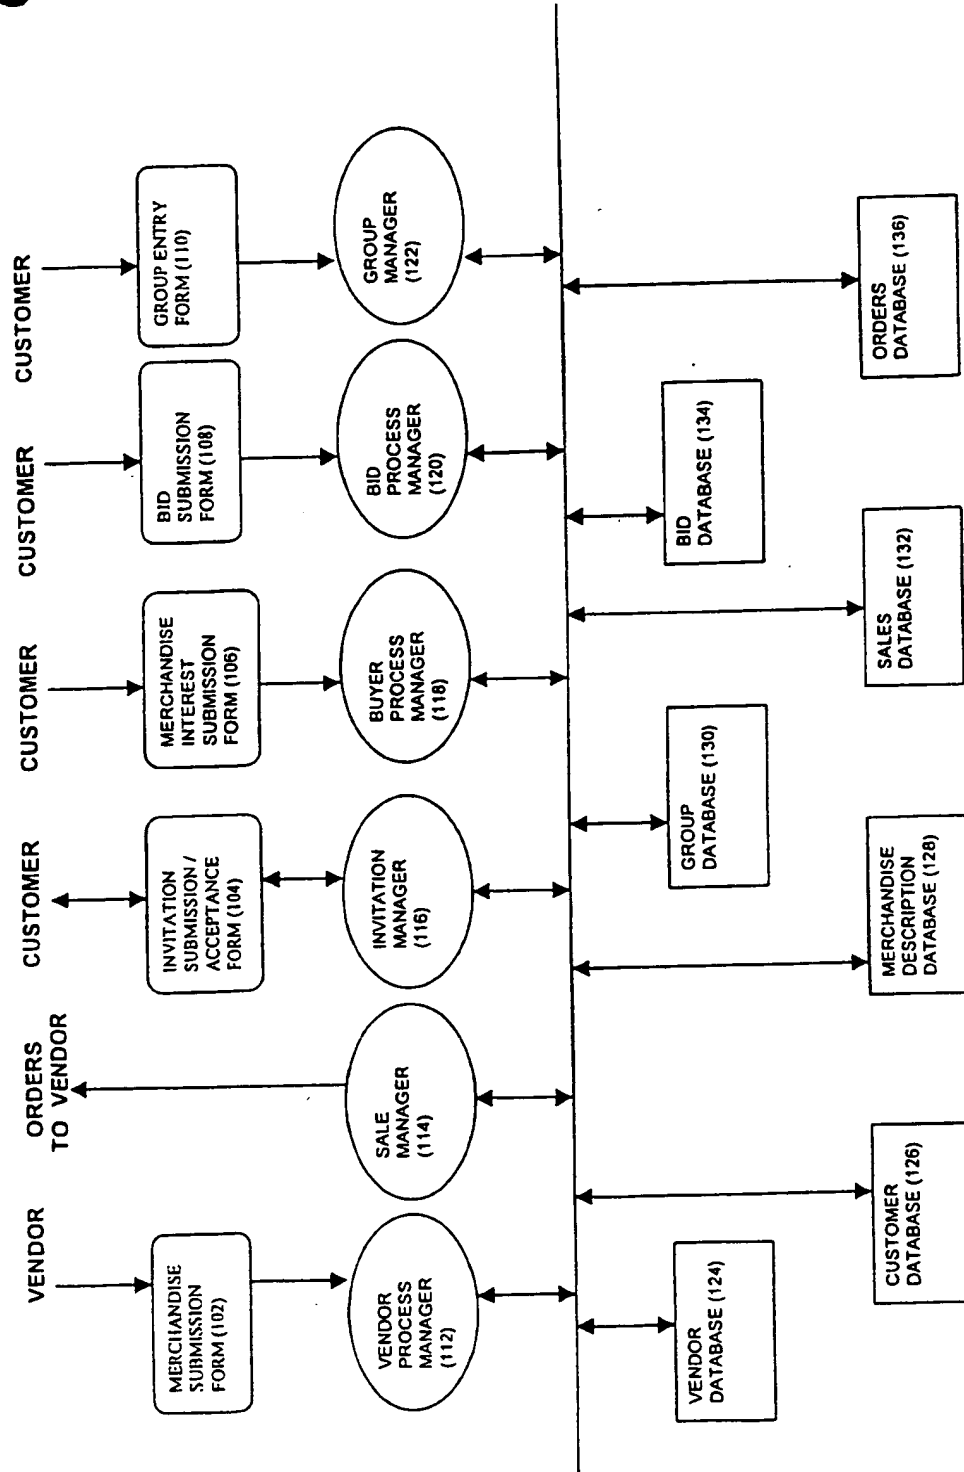 VENDOR
ORDERS
TO VENDOR
CUSTOMER
CUSTOMER
CUSTOMER
CUSTOMER
MERCHANDISE
SUBMISSION
FORM (102)
INVITATION
SUBMISSION /
ACCEPTANCE
FORM (104)
MERCHANDISE
INTEREST
SUBMISSION
FORM (106)
BID
SUBMISSION
FORM (108)
GROUP ENTRY
FORM (110)
VENDOR
PROCESS
MANAGER
(112)
SALE
MANAGER
(114)
INVITATION
MANAGER
(116)
BUYER
PROCESS
MANAGER
(118)
BID
PROCESS
MANAGER
(120)
GROUP
MANAGER
(122)
VENDOR
DATABASE (124)
GROUP
DATABASE (130)
BID
DATABASE (134)
CUSTOMER
DATABASE (126)
MERCHANDISE
DESCRIPTION
DATABASE (128)
SALES
DATABASE (132)
ORDERS
DATABASE (136)